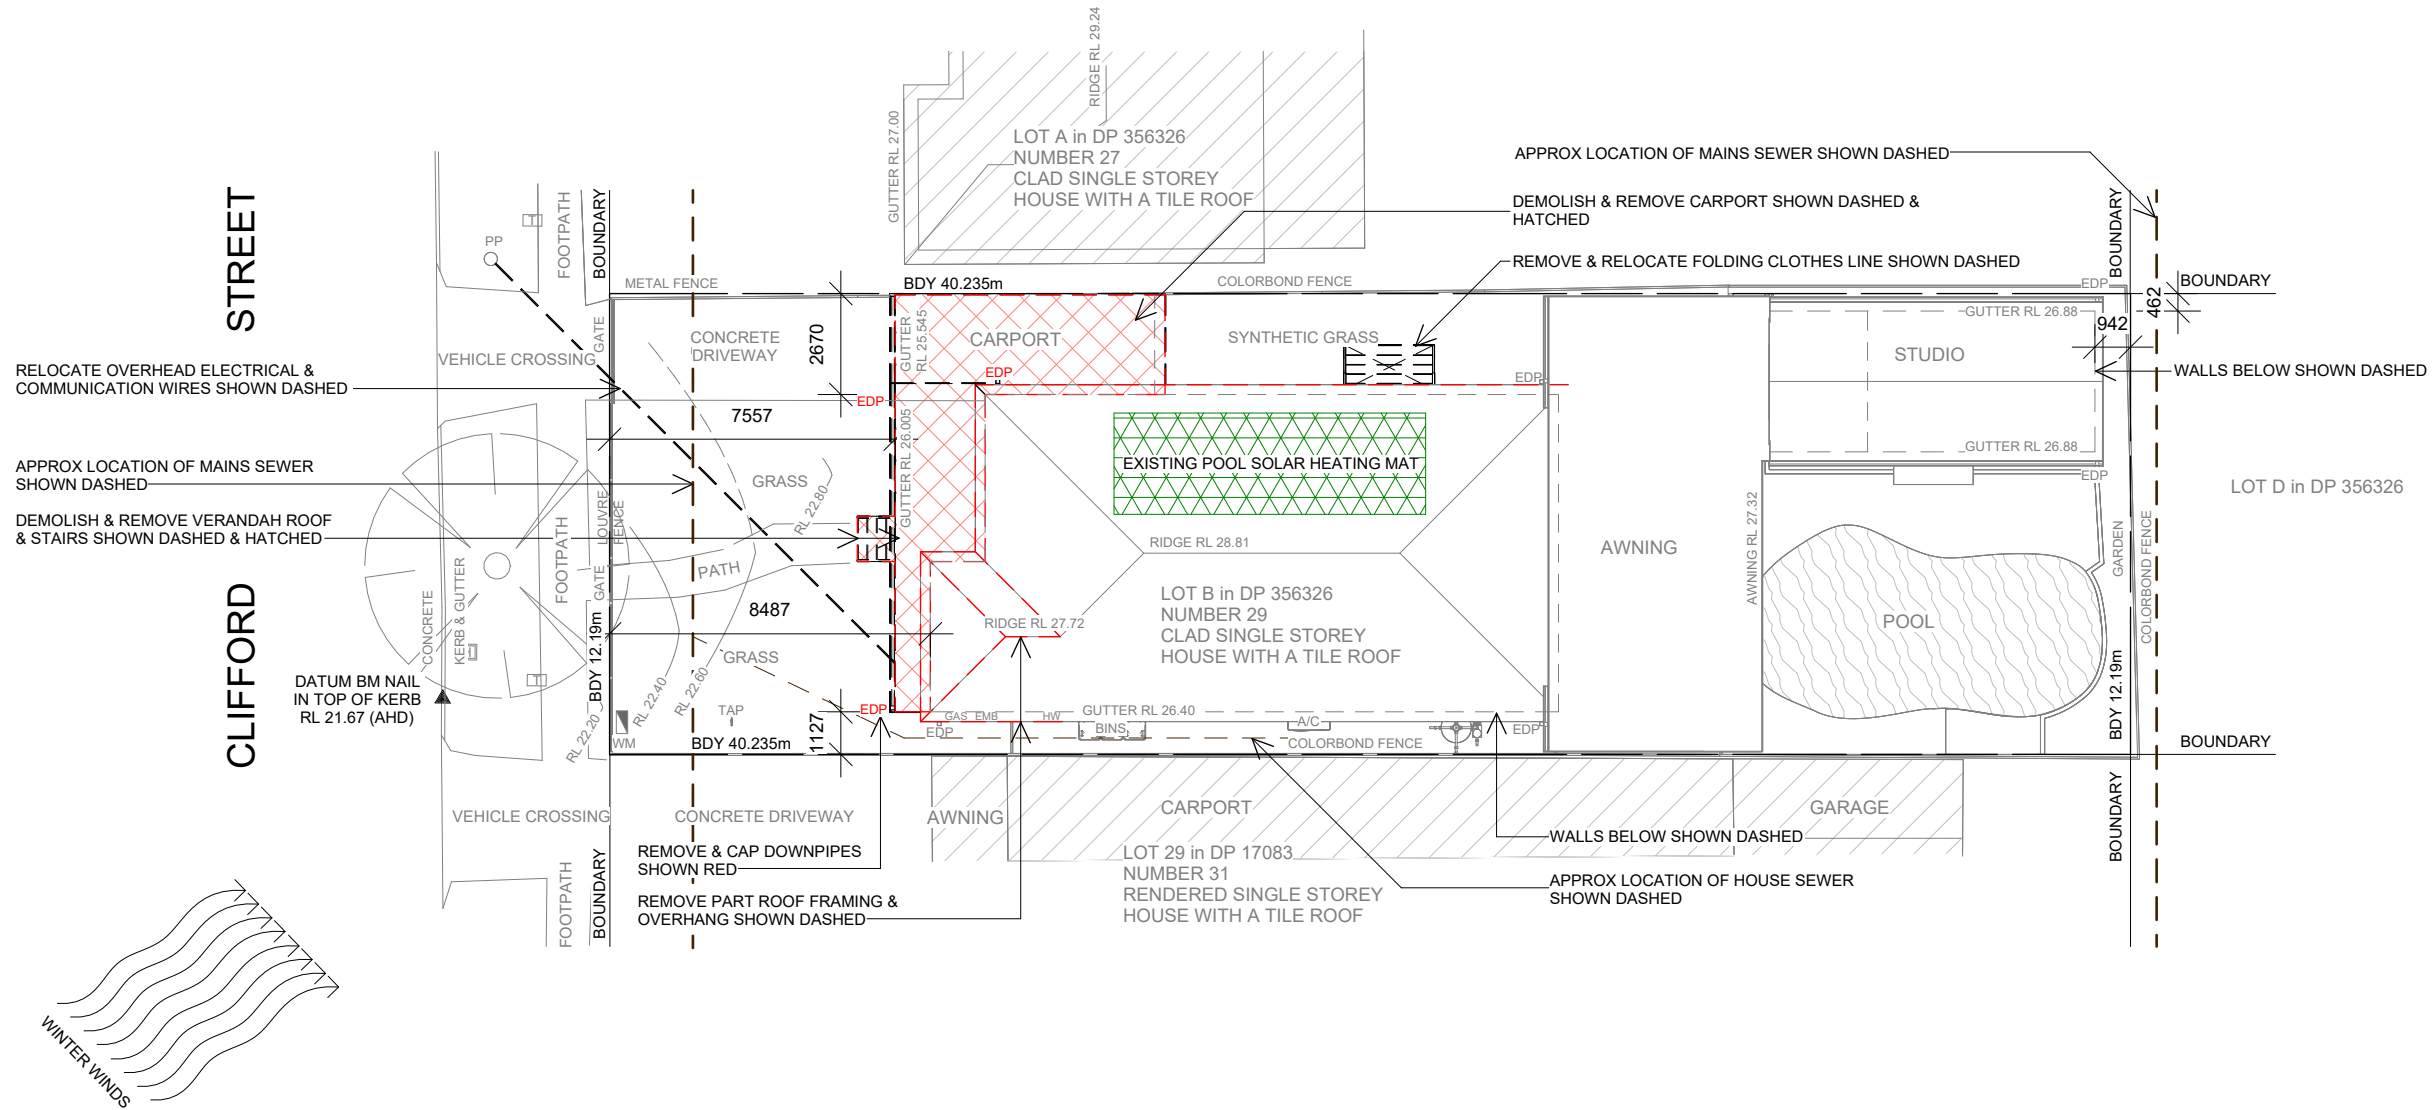 RIDGE RL 29.24
GUTTER RL 27.00
LOT A in DP 356326
NUMBER 27
CLAD SINGLE STOREY
HOUSE WITH A TILE ROOF
APPROX LOCATION OF MAINS SEWER SHOWN DASHED
DEMOLISH & REMOVE CARPORT SHOWN DASHED &
HATCHED
REMOVE & RELOCATE FOLDING CLOTHES LINE SHOWN DASHED
STREET
CLIFFORD
PP
T
FOOTPATH
BOUNDARY
BOUNDARY
METAL FENCE
BDY 40.235m
COLORBOND FENCE
EDP
BOUNDARY
462
942
GUTTER RL 26.88
STUDIO
GUTTER RL 26.88
EDP
WALLS BELOW SHOWN DASHED
GATE
VEHICLE CROSSING
CONCRETE
DRIVEWAY
2670
GUTTER
RL 25.545
CARPORT
SYNTHETIC GRASS
EDP
EDP
EDP
RELOCATE OVERHEAD ELECTRICAL &
COMMUNICATION WIRES SHOWN DASHED
7557
GUTTER RL 26.005
EXISTING POOL SOLAR HEATING MAT
APPROX LOCATION OF MAINS SEWER
SHOWN DASHED
GRASS
RL 22.80
LOUVRE
FENCE
FOOTPATH
DEMOLISH & REMOVE VERANDAH ROOF
& STAIRS SHOWN DASHED & HATCHED
LOT D in DP 356326
AWNING RL 27.32
AWNING
RIDGE RL 28.81
GARDEN
COLORBOND FENCE
PATH
GATE
CONCRETE
KERB & GUTTER
T
8487
RIDGE RL 27.72
LOT B in DP 356326
NUMBER 29
CLAD SINGLE STOREY
HOUSE WITH A TILE ROOF
POOL
BDY 12.19m
BDY 12.19m
GRASS
RL 22.20
RL 22.40
RL 22.60
DATUM BM NAIL
IN TOP OF KERB
RL 21.67 (AHD)
TAP
WM
EDP
1127
GAS
EMB
HW
GUTTER RL 26.40
EDP
BINS
A/C
EDP
BDY 40.235m
COLORBOND FENCE
BOUNDARY
VEHICLE CROSSING
CONCRETE DRIVEWAY
AWNING
CARPORT
GARAGE
BOUNDARY
WALLS BELOW SHOWN DASHED
REMOVE & CAP DOWNPIPES
SHOWN RED
LOT 29 in DP 17083
NUMBER 31
RENDERED SINGLE STOREY
HOUSE WITH A TILE ROOF
APPROX LOCATION OF HOUSE SEWER
SHOWN DASHED
REMOVE PART ROOF FRAMING &
OVERHANG SHOWN DASHED
FOOTPATH
BOUNDARY
WINTER WINDS